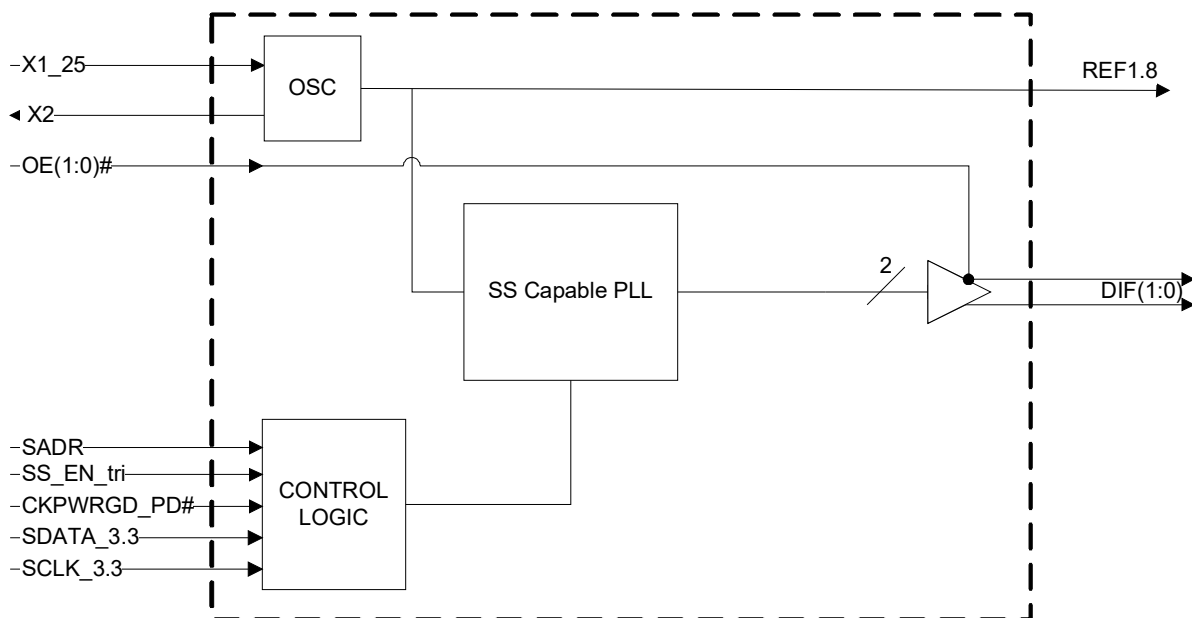 X1_25
OSC
REF1.8
X2
OE(1:0)#
2
SS Capable PLL
DIF(1:0)
SADR
SS_EN_tri
CKPWRGD_PD#
SDATA_3.3
SCLK_3.3
CONTROL
LOGIC